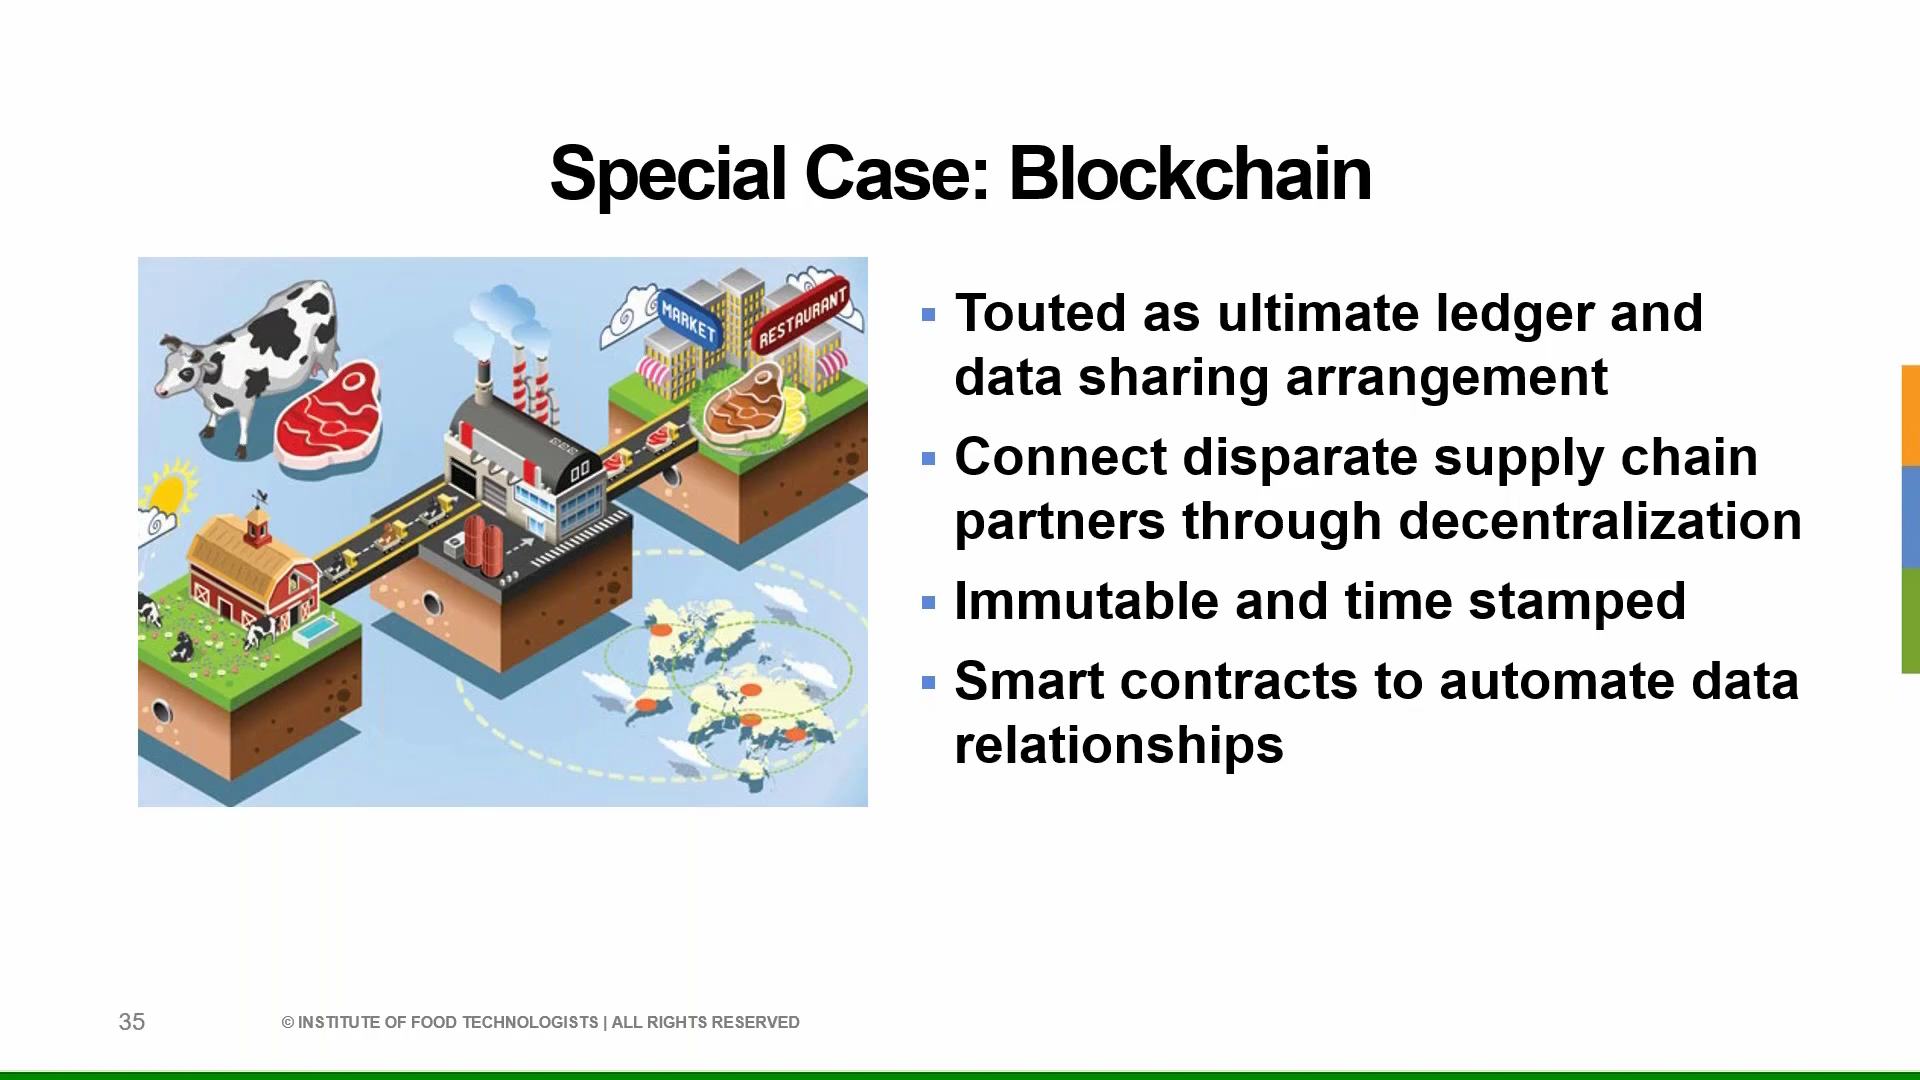 Special Case: Blockchain
MARKET
RESTAURANT
▪ Touted as ultimate ledger and
data sharing arrangement
▪ Connect disparate supply chain
partners through decentralization
▪ Immutable and time stamped
▪ Smart contracts to automate data
relationships
35
© INSTITUTE OF FOOD TECHNOLOGISTS | ALL RIGHTS RESERVED